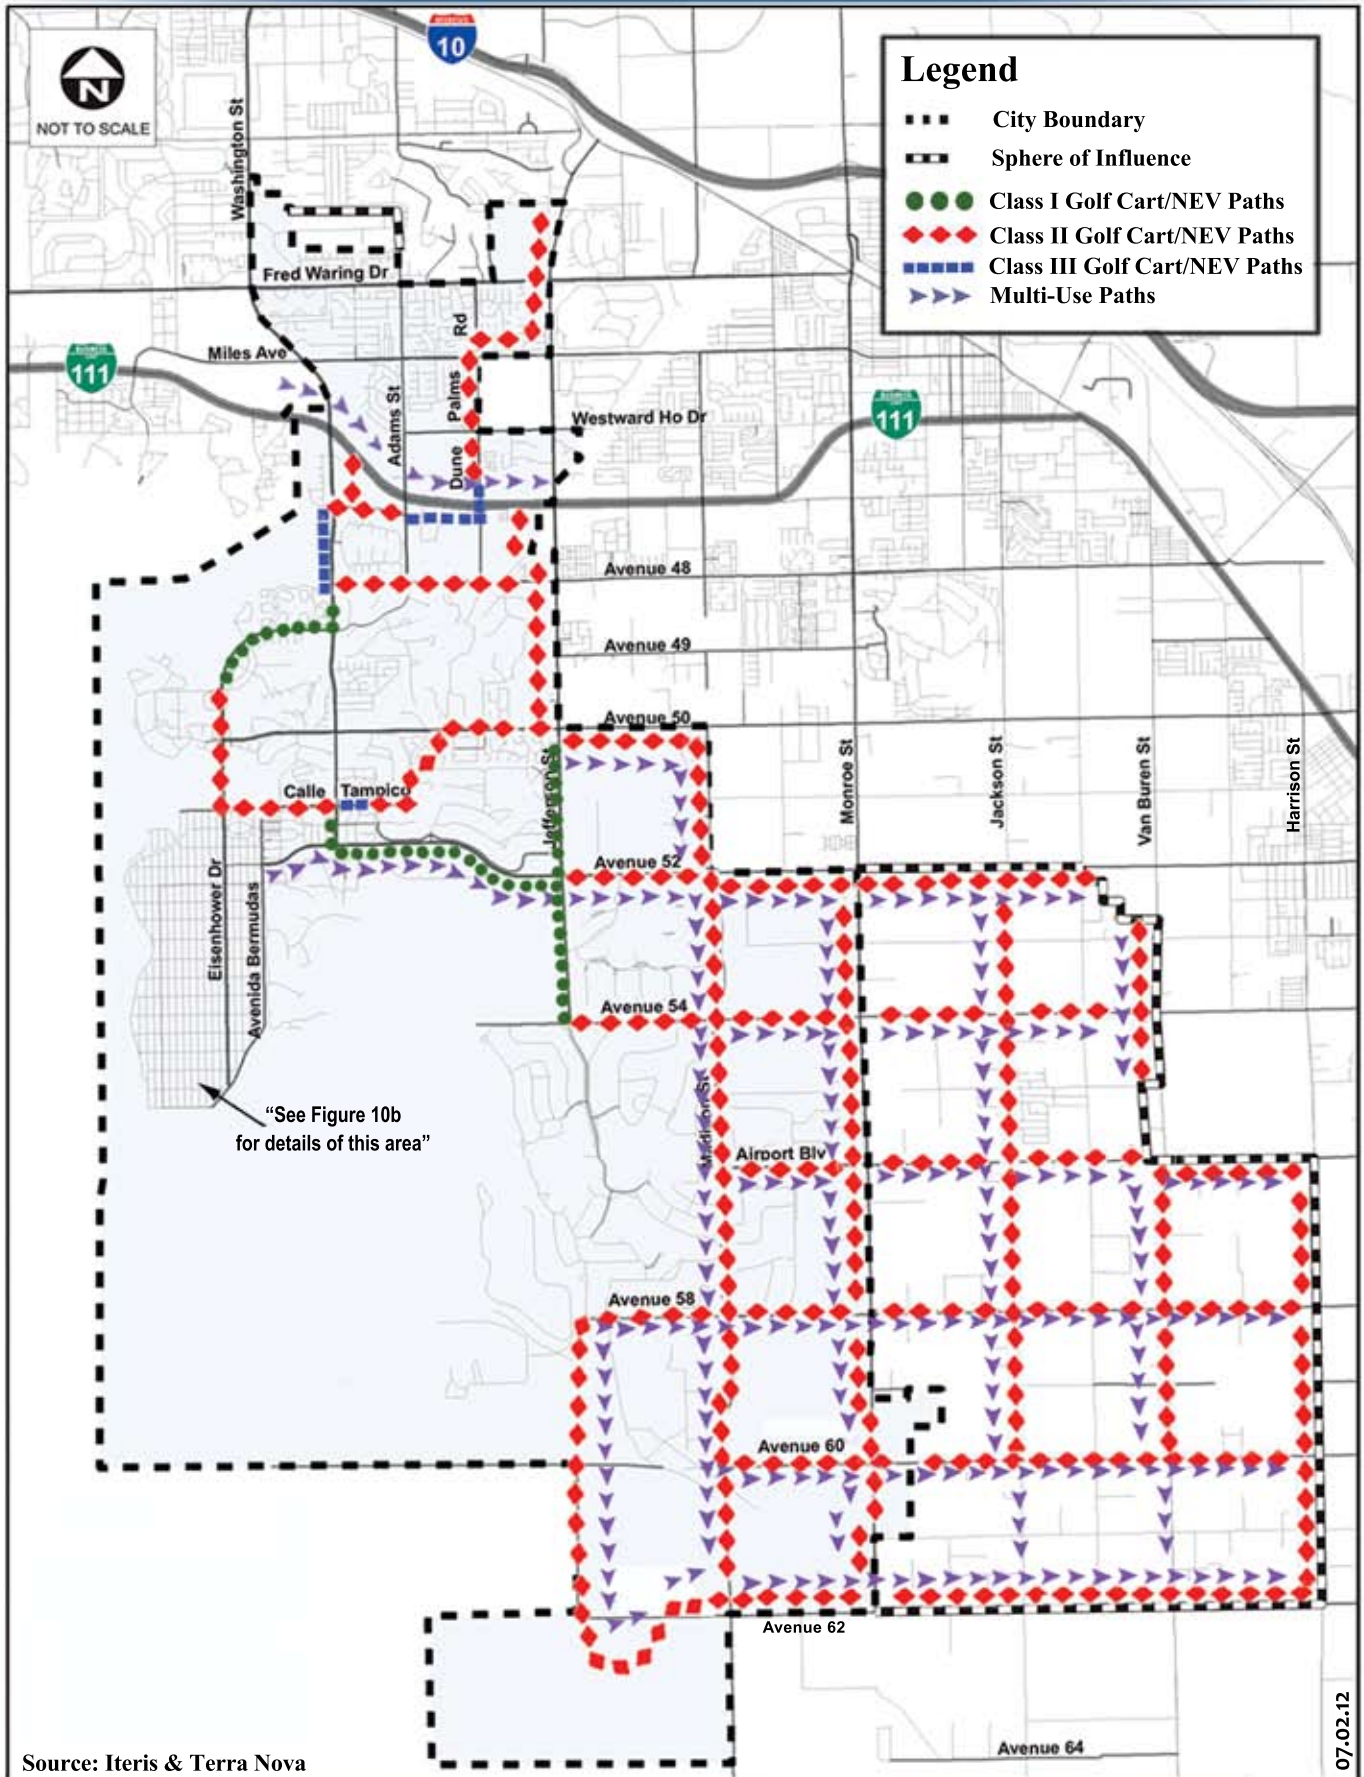 10
N
NOT TO SCALE
Legend
City Boundary
Sphere of Influence
Class I Golf Cart/NEV Paths
Class II Golf Cart/NEV Paths
Class III Golf Cart/NEV Paths
Multi-Use Paths
Washington St
Fred Waring Dr
Miles Ave
111
Adams St
Dune Palms Rd
Westward Ho Dr
111
Avenue 48
Avenue 49
Avenue 50
Jefferson St
Monroe St
Jackson St
Van Buren St
Harrison St
Calle Tampico
Avenue 52
Eisenhower Dr
Avenida Bermudas
Avenue 54
Madison St
“See Figure 10b
for details of this area”
Airport Blv
Avenue 58
Avenue 60
Avenue 62
Avenue 64
Source: Iteris & Terra Nova
07.02.12